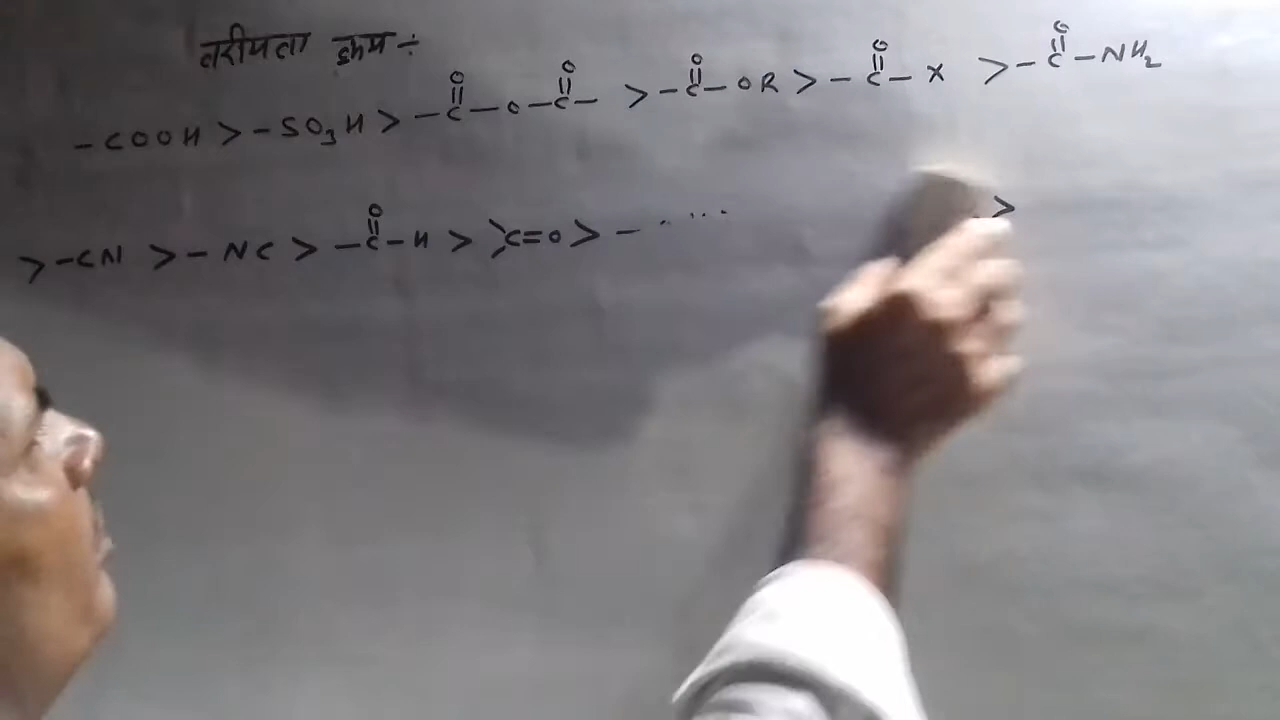 वरीयता क्रम ÷
-COOH > -SO3H > -C(=O)-O-C(=O)- > -C(=O)-OR > -C(=O)-X > -C(=O)-NH2
> -CN > -NC > -C(=O)-H > >C=O > - ..... >